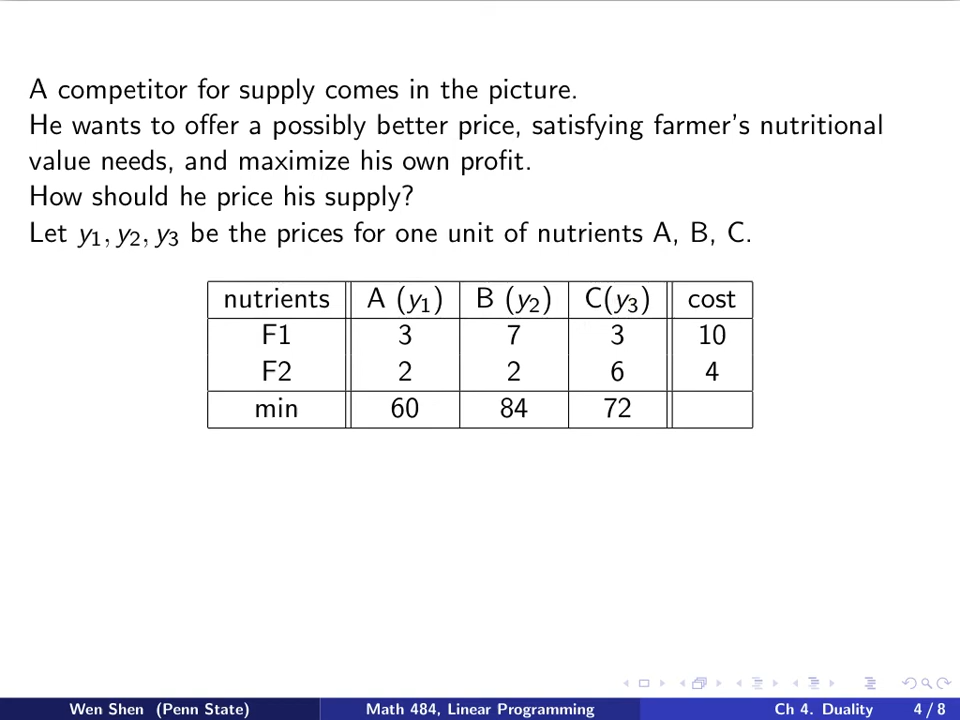 A competitor for supply comes in the picture.
He wants to offer a possibly better price, satisfying farmer's nutritional
value needs, and maximize his own profit.
How should he price his supply?
Let y₁, y₂, y₃ be the prices for one unit of nutrients A, B, C.
nutrients A (y₁) B (y₂) C(y₃) cost
F1 3 7 3 10
F2 2 2 6 4
min 60 84 72
Wen Shen (Penn State) Math 484, Linear Programming Ch 4. Duality 4 / 8